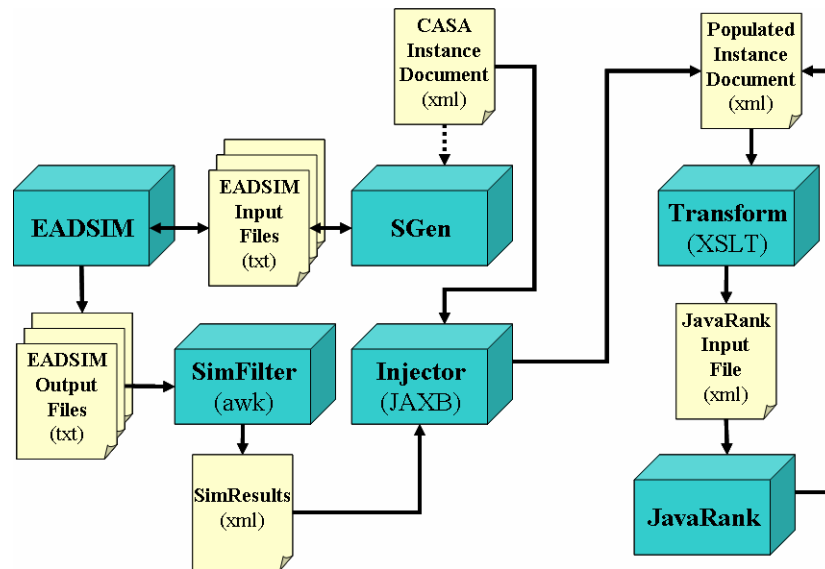 CASA
Instance
Document
(xml)
Populated
Instance
Document
(xml)
EADSIM
EADSIM
Input
Files
(txt)
SGen
Transform
(XSLT)
EADSIM
Output
Files
(txt)
SimFilter
(awk)
Injector
(JAXB)
JavaRank
Input
File
(xml)
SimResults
(xml)
JavaRank